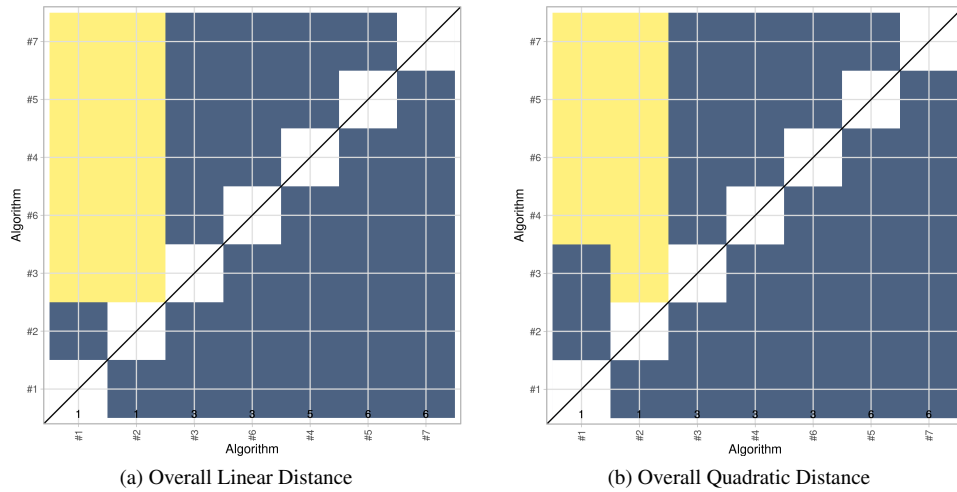 #7
#5
#4
#6
#3
#2
#1
Algorithm
1 1 3 3 5 6 6
#1 #2 #3 #6 #4 #5 #7
Algorithm
(a) Overall Linear Distance
#7
#5
#6
#4
#3
#2
#1
Algorithm
1 1 3 3 3 6 6
#1 #2 #3 #4 #6 #5 #7
Algorithm
(b) Overall Quadratic Distance